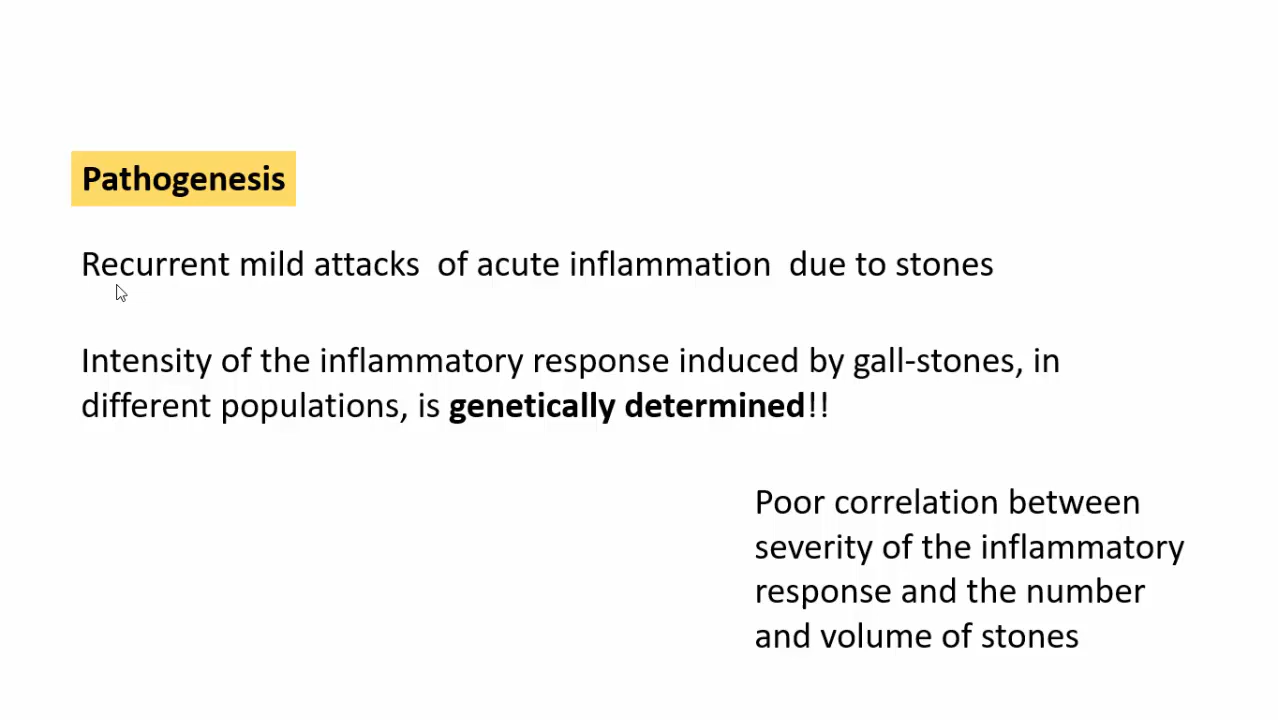 Pathogenesis
Recurrent mild attacks of acute inflammation due to stones
Intensity of the inflammatory response induced by gall-stones, in
different populations, is genetically determined!!
Poor correlation between
severity of the inflammatory
response and the number
and volume of stones